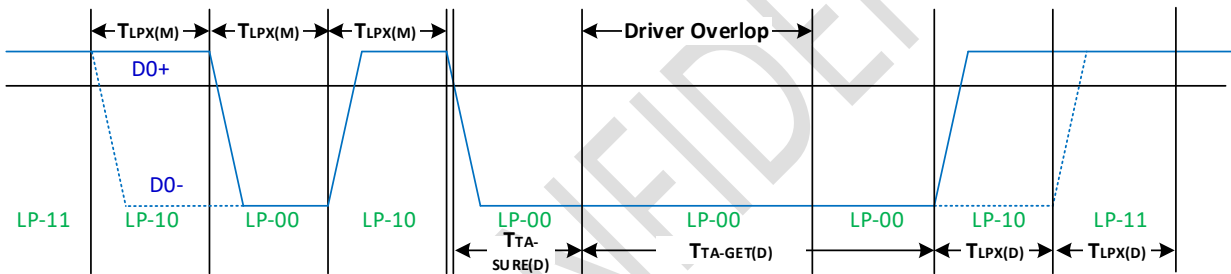 TLPX(M) TLPX(M) TLPX(M) Driver Overlop
D0+
D0-
LP-11 LP-10 LP-00 LP-10 LP-00 LP-00 LP-00 LP-10 LP-11
TTA-
SURE(D)
TTA-GET(D) TLPX(D) TLPX(D)